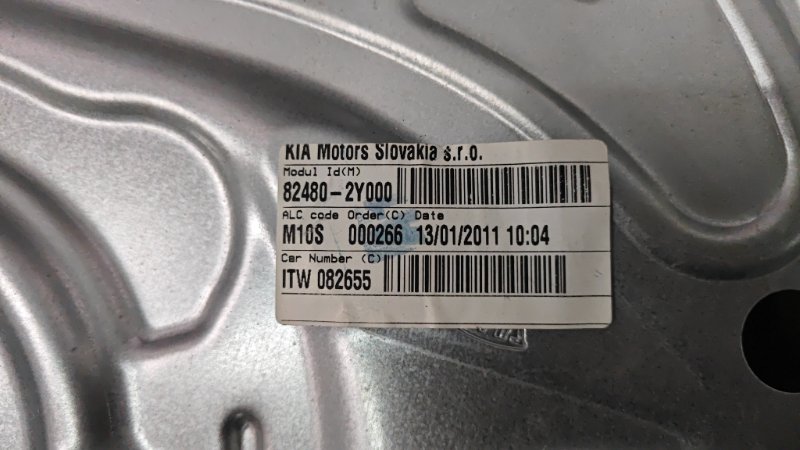 KIA Motors Slovakia s.r.o.
Modul Id(M)
82480-2Y000
ALC code Order(C) Date
M10S 000266 13/01/2011 10:04
Car Number (C)
ITW 082655